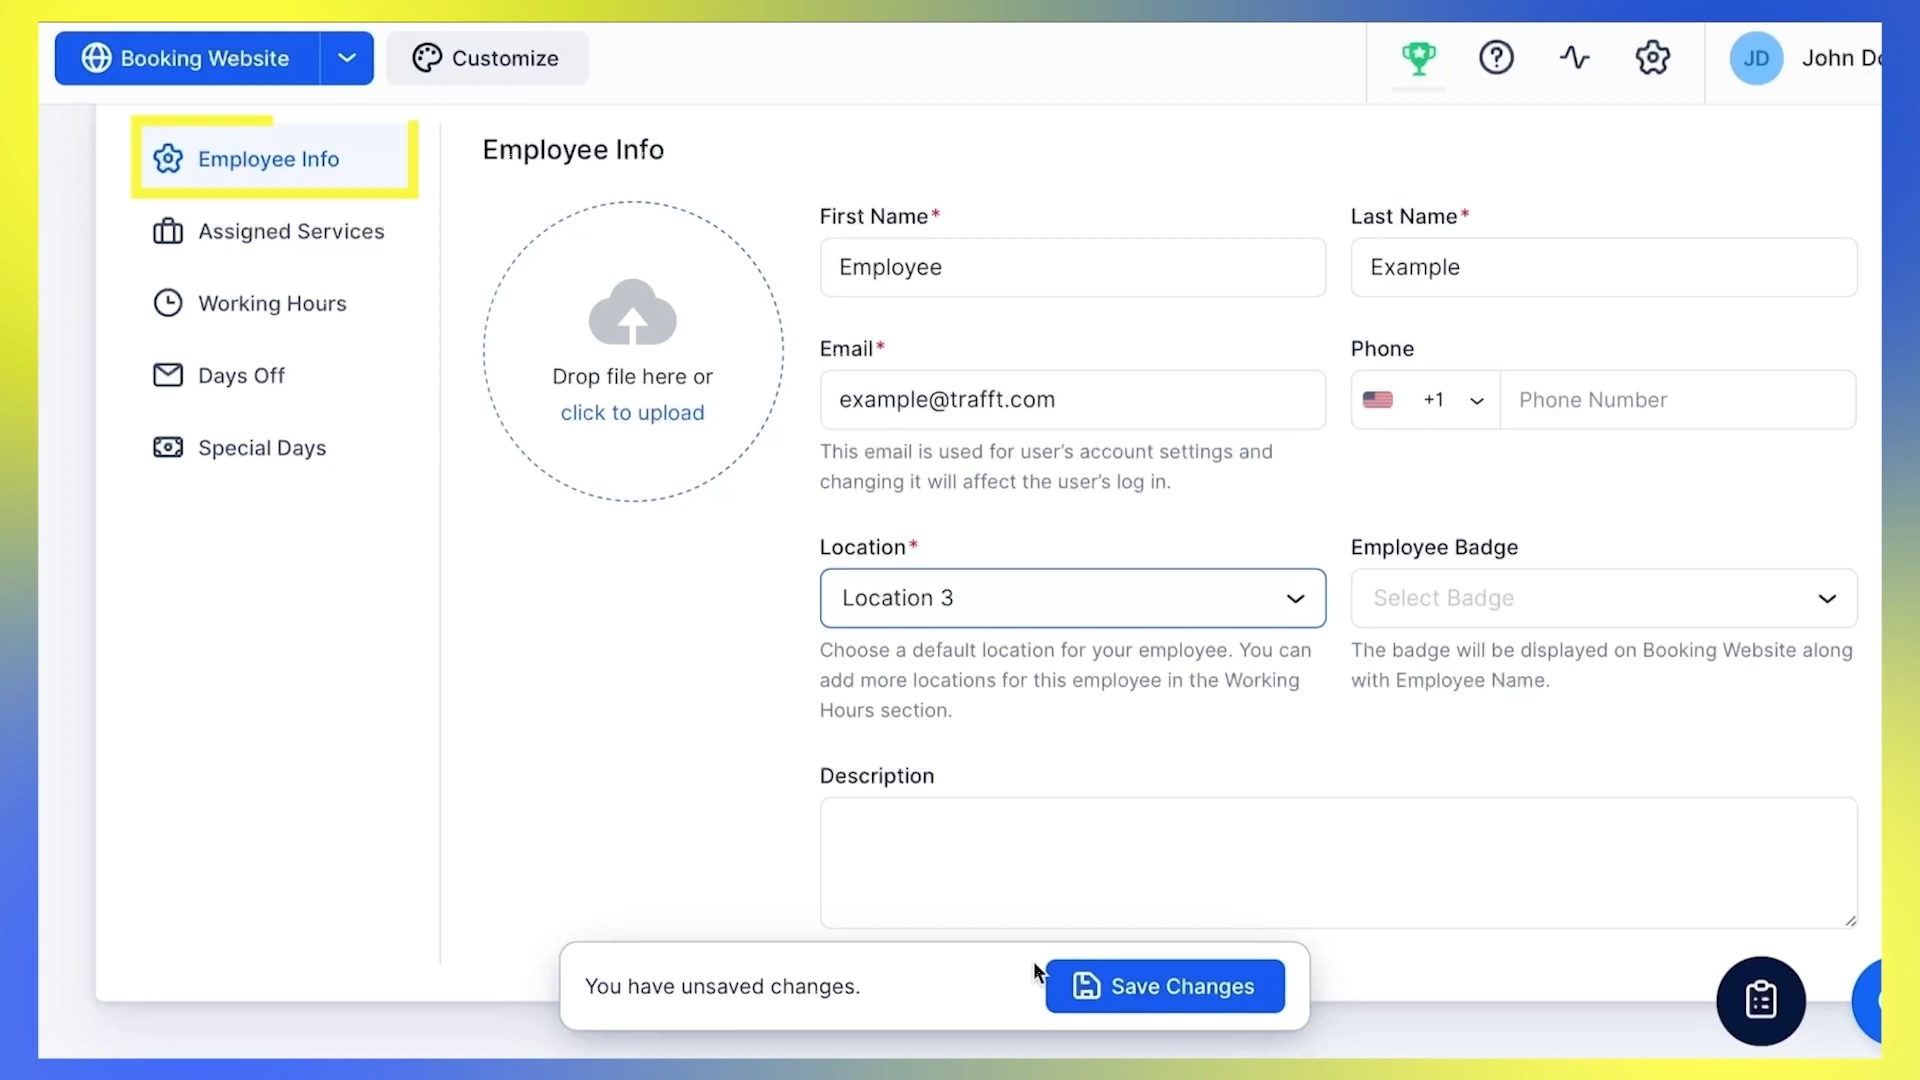 Booking Website
Customize
JD
John Do
Employee Info
Assigned Services
Working Hours
Days Off
Special Days
Employee Info
Drop file here or
click to upload
First Name*
Employee
Last Name*
Example
Email*
example@trafft.com
This email is used for user’s account settings and
changing it will affect the user’s log in.
Phone
+1
Phone Number
Location*
Location 3
Choose a default location for your employee. You can
add more locations for this employee in the Working
Hours section.
Employee Badge
Select Badge
The badge will be displayed on Booking Website along
with Employee Name.
Description
You have unsaved changes.
Save Changes